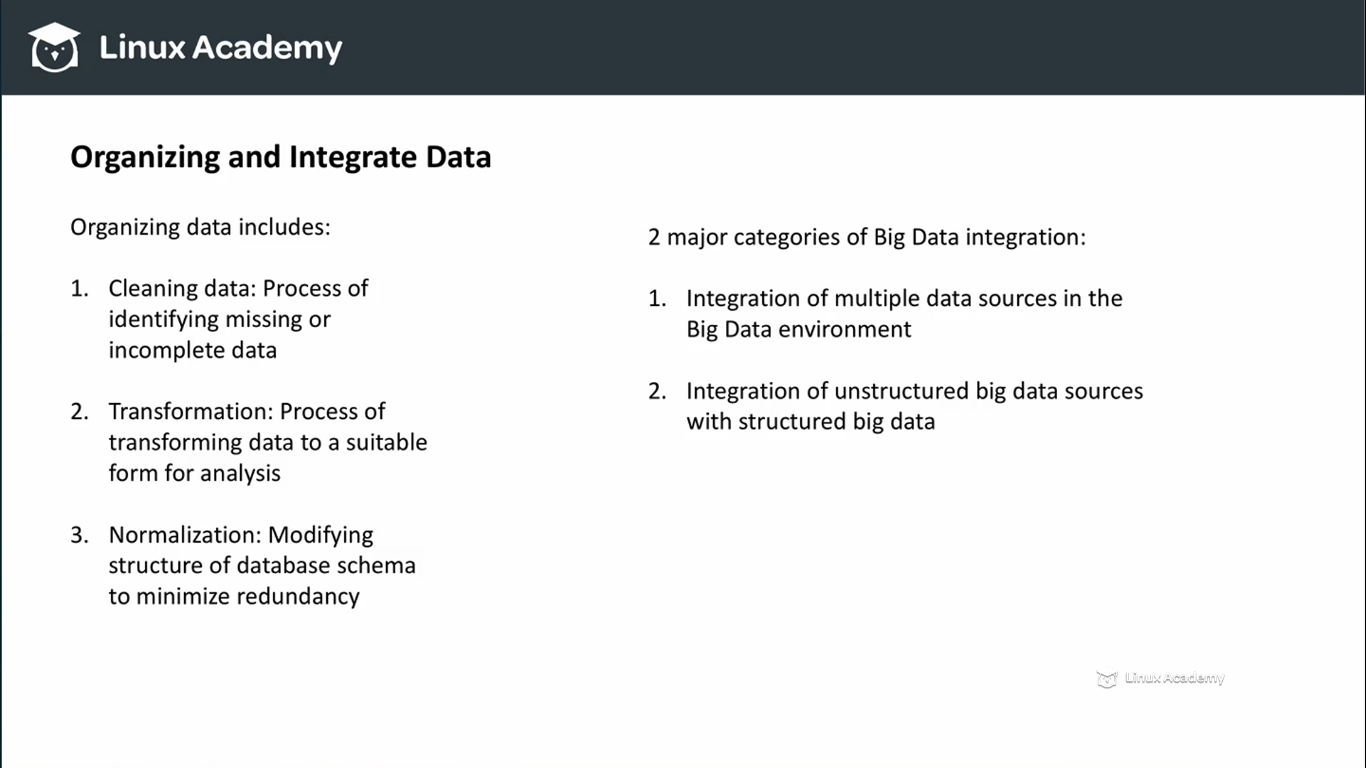 Linux Academy
Organizing and Integrate Data
Organizing data includes:
1. Cleaning data: Process of
identifying missing or
incomplete data
2. Transformation: Process of
transforming data to a suitable
form for analysis
3. Normalization: Modifying
structure of database schema
to minimize redundancy
2 major categories of Big Data integration:
1. Integration of multiple data sources in the
Big Data environment
2. Integration of unstructured big data sources
with structured big data
Linux Academy